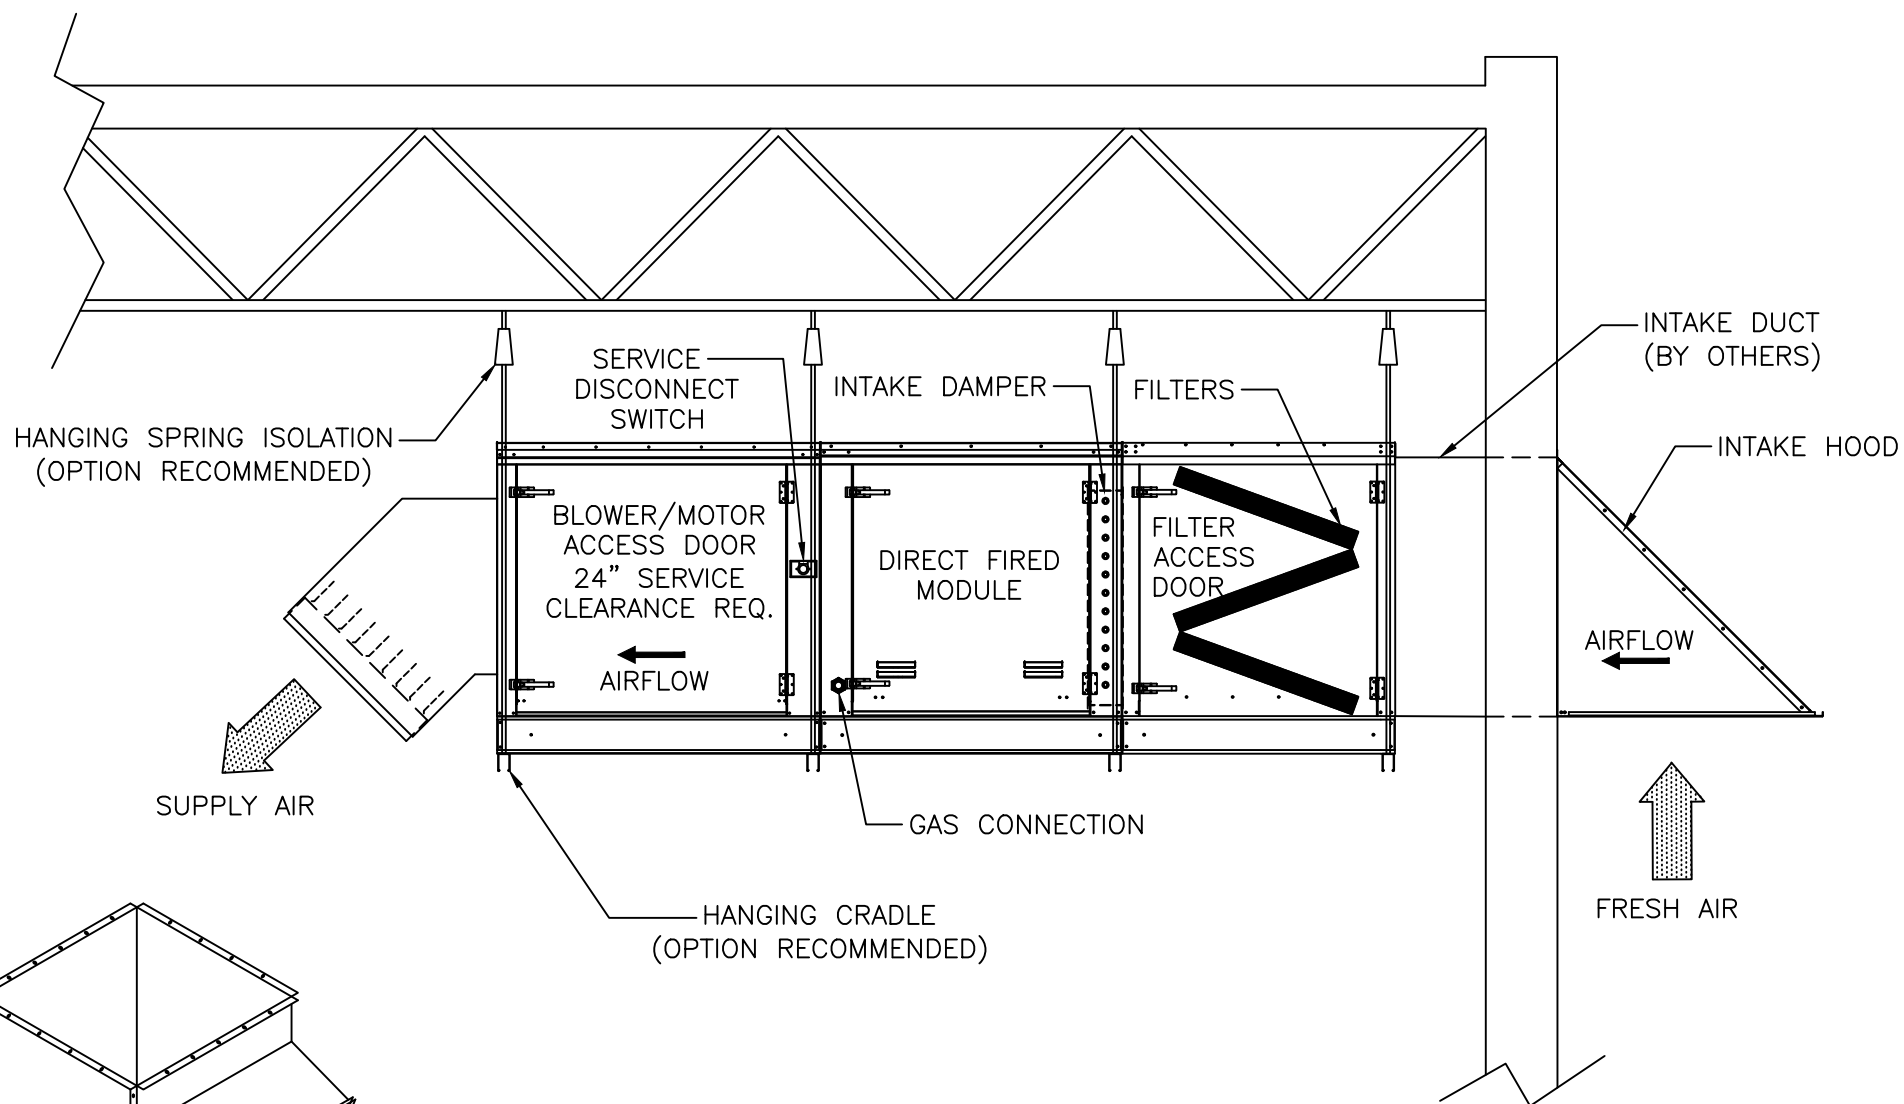 INTAKE DUCT
(BY OTHERS)
SERVICE
DISCONNECT
SWITCH
INTAKE DAMPER
FILTERS
HANGING SPRING ISOLATION
(OPTION RECOMMENDED)
INTAKE HOOD
BLOWER/MOTOR
ACCESS DOOR
24” SERVICE
CLEARANCE REQ.
AIRFLOW
DIRECT FIRED
MODULE
FILTER
ACCESS
DOOR
AIRFLOW
SUPPLY AIR
GAS CONNECTION
HANGING CRADLE
(OPTION RECOMMENDED)
FRESH AIR